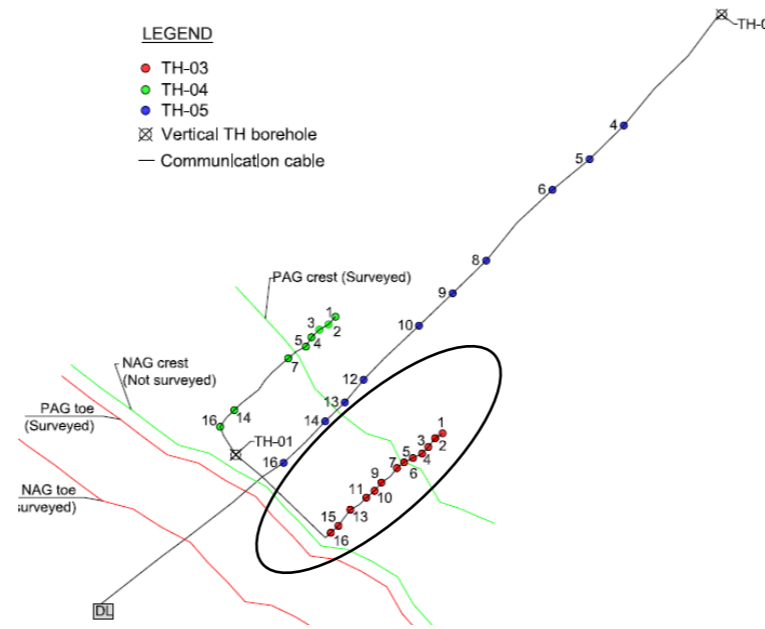 LEGEND
TH-03
TH-04
TH-05
Vertical TH borehole
Communication cable
TH-0
4
5
6
8
9
10
12
13
14
16
PAG crest (Surveyed)
1
2
3
4
5
7
14
16
TH-01
NAG crest
(Not surveyed)
PAG toe
(Surveyed)
NAG toe
surveyed)
1
2
3
4
5
6
7
9
10
11
13
15
16
DL